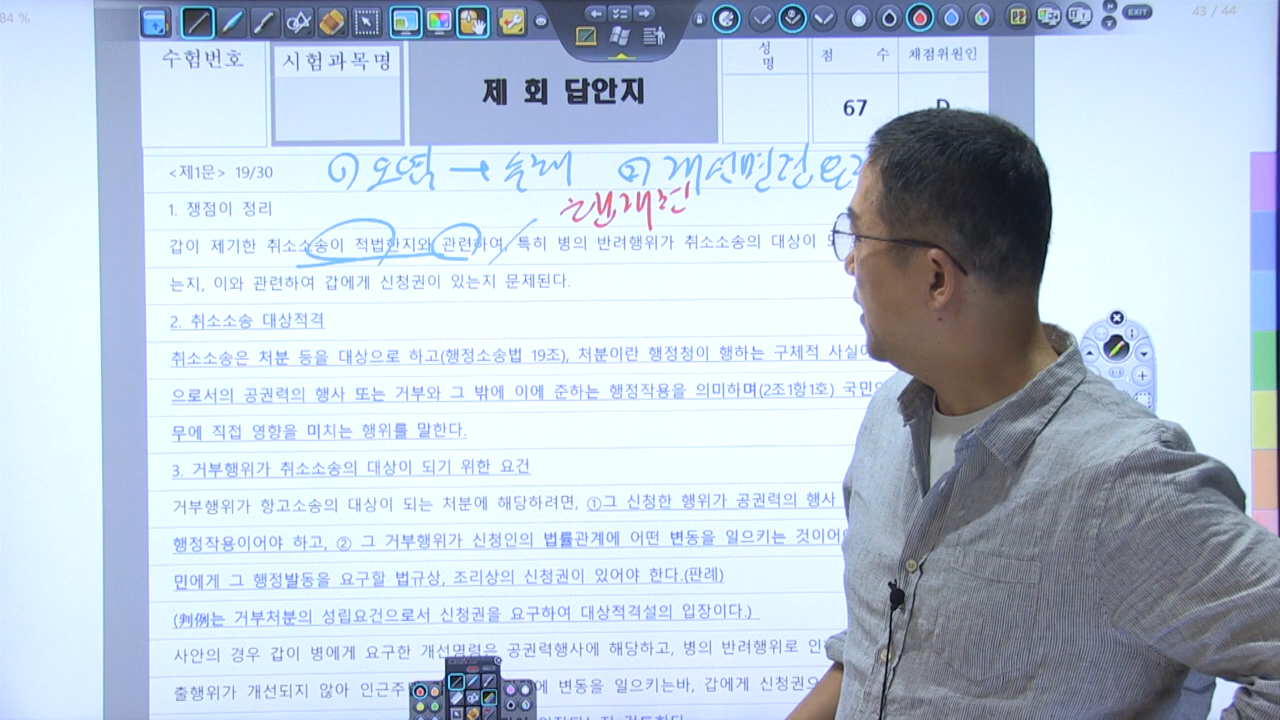 84 %
43 / 44
EXIT
수험번호
시험과목명
제 회 답안지
성명
점 수
채점위원인
67
<제1문> 19/30
1. 쟁점이 정리
갑이 제기한 취소소송이 적법한지와 관련하여, 특히 병의 반려행위가 취소소송의 대상이
는지, 이와 관련하여 갑에게 신청권이 있는지 문제된다.
2. 취소소송 대상적격
취소소송은 처분 등을 대상으로 하고(행정소송법 19조), 처분이란 행정청이 행하는 구체적
으로서의 공권력의 행사 또는 거부와 그 밖에 이에 준하는 행정작용을 의미하며(2조1항1호)
무에 직접 영향을 미치는 행위를 말한다.
3. 거부행위가 취소소송의 대상이 되기 위한 요건
거부행위가 항고소송의 대상이 되는 처분에 해당하려면, ①그 신청한 행위가 공권력의 행사
행정작용이어야 하고, ② 그 거부행위가 신청인의 법률관계에 어떤 변동을 일으키는
민에게 그 행정발동을 요구할 법규상, 조리상의 신청권이 있어야 한다.(판례)
(判例는 거부처분의 성립요건으로서 신청권을 요구하여 대상적격설의 입장이다.)
사안의 경우 갑이 병에게 요구한 개선명령은 공권력행사에 해당하고, 병의 반려행위로
출행위가 개선되지 않아 변동을 일으키는바, 갑에게